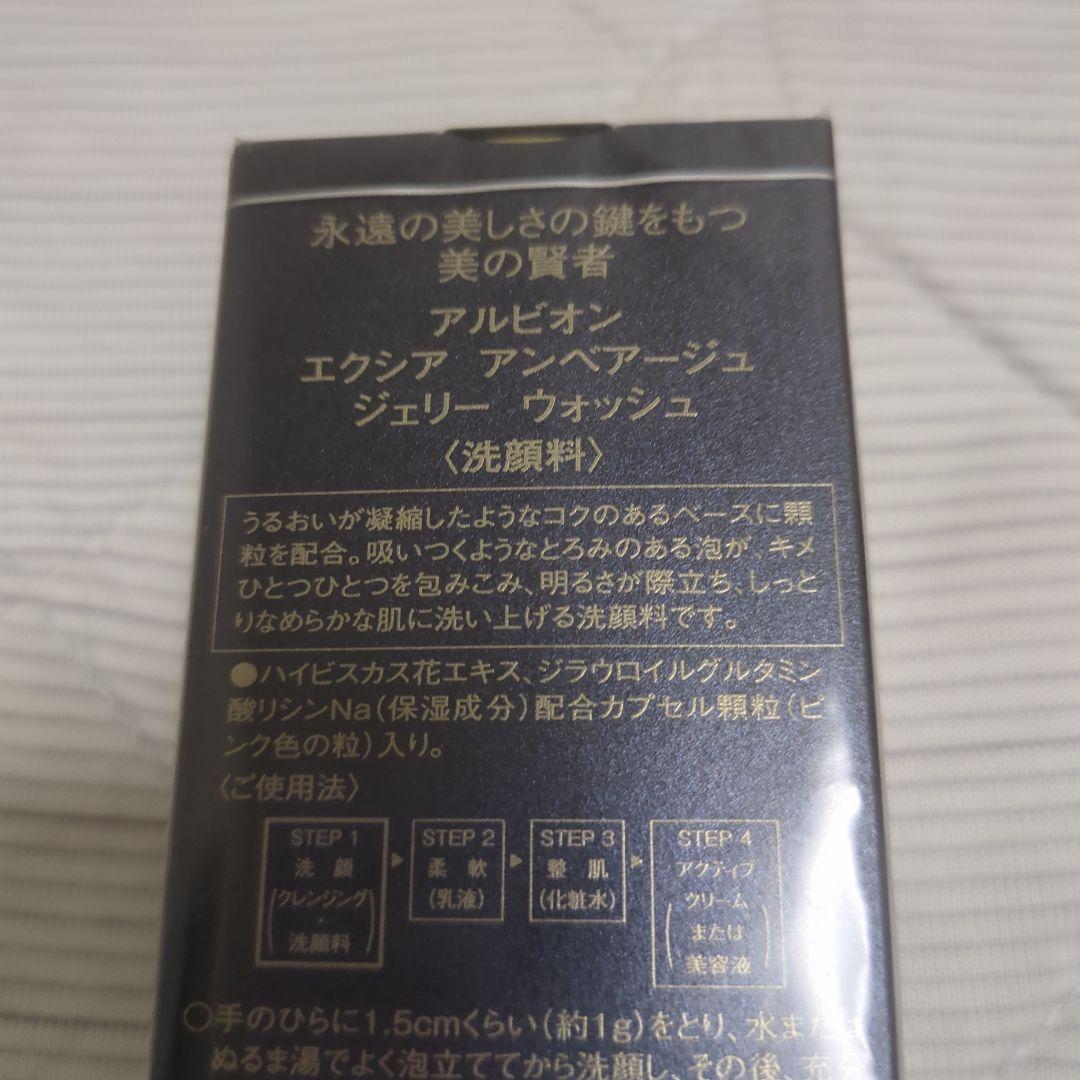 永遠の美しさの鍵をもつ
美の賢者
アルビオン
エクシア アンベアージュ
ジェリー ウォッシュ
〈洗顔料〉
うるおいが凝縮したようなコクのあるベースに顆
粒を配合。吸いつくようなとろみのある泡が、キメ
ひとつひとつを包みこみ、明るさが際立ち、しっと
りなめらかな肌に洗い上げる洗顔料です。
●ハイビスカス花エキス、ジラウロイルグルタミン
酸リシンNa(保湿成分)配合カプセル顆粒(ピ
ンク色の粒)入り。
〈ご使用法〉
STEP 1
洗顔
(クレンジング
・
洗顔料)
STEP 2
柔軟
(乳液)
STEP 3
整肌
(化粧水)
STEP 4
アクティブ
(クリーム
または
美容液)
○手のひらに1.5cmくらい(約1g)をとり、水または
ぬるま湯でよく泡立ててから洗顔し、その後、充分